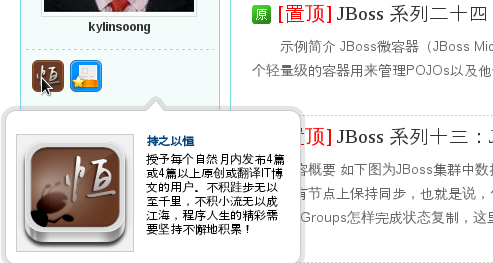 kylinsoong
恒
持之以恒
授予每个自然月内发布4篇
或4篇以上原创或翻译IT博
文的用户。不积跬步无以
至千里，不积小流无以成
江海，程序人生的精彩需
要坚持不懈地积累！
恒
原 [置顶] JBoss 系列二十四
示例简介 JBoss微容器（JBoss Mic
个轻量级的容器用来管理POJOs以及他
顶] JBoss 系列十三：J
容概要 如下图为JBoss集群中数
有节点上保持同步，也就是说，
Groups怎样完成状态复制，这里